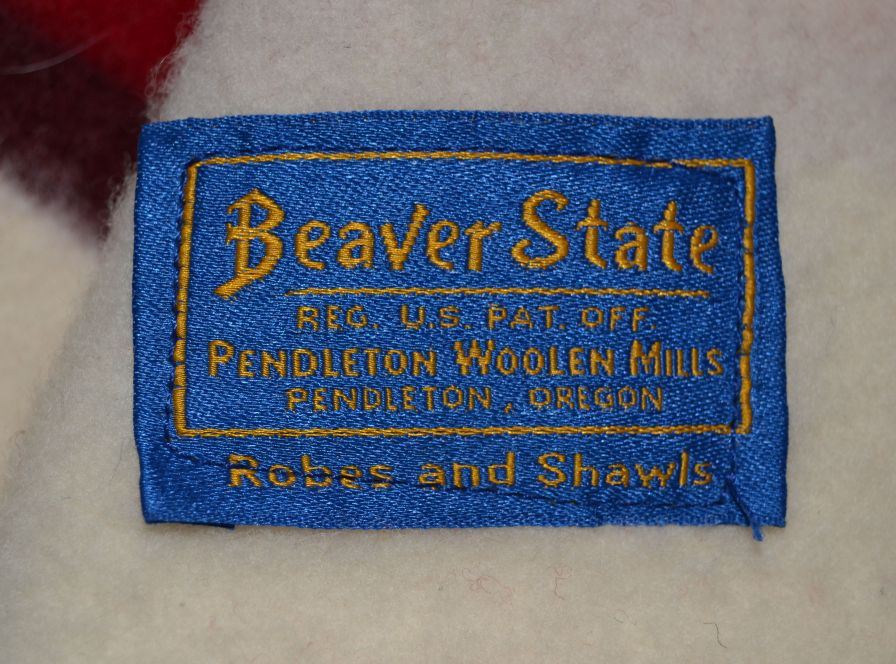 Beaver State
REG. U.S. PAT. OFF.
PENDLETON WOOLEN MILLS
PENDLETON, OREGON
Robes and Shawls